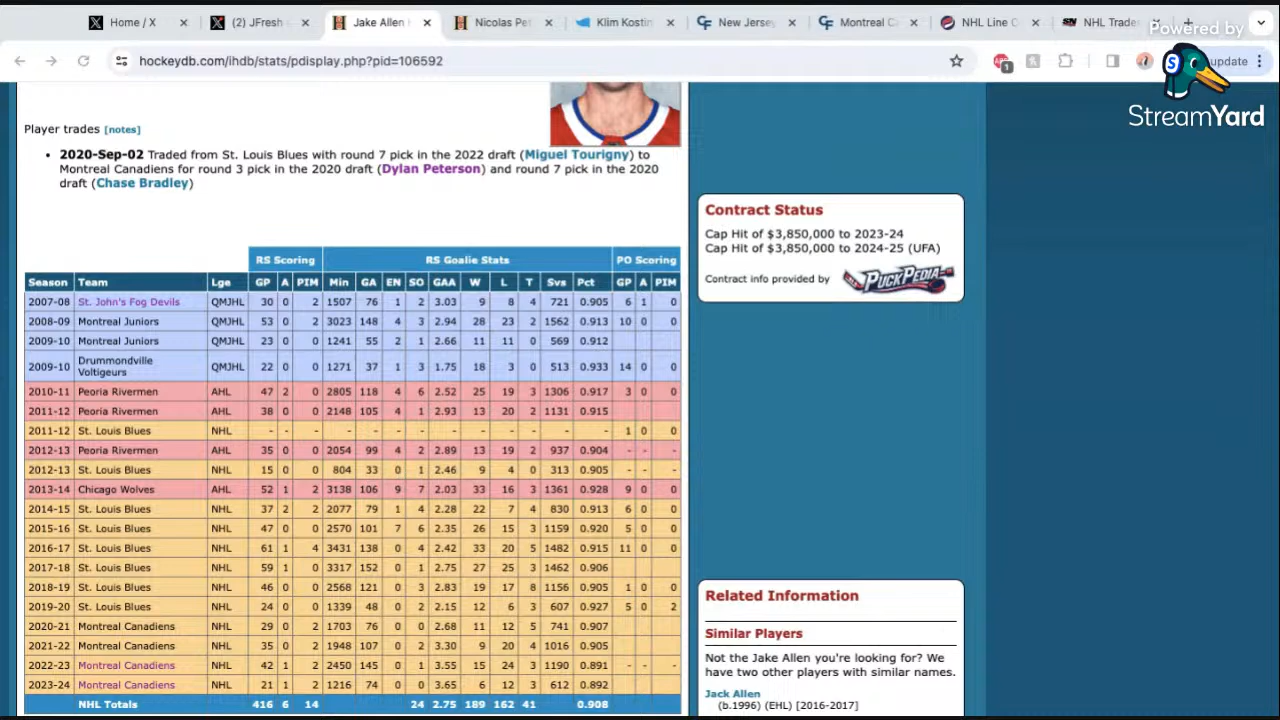 Home / X
(2) JFresh
Jake Allen
Nicolas Pe
Klim Kostin
New Jersey
Montreal C
NHL Line C
NHL Trade
Powered by
hockeydb.com/ihdb/stats/pdisplay.php?pid=106592
1
update
StreamYard
Player trades [notes]
• 2020-Sep-02 Traded from St. Louis Blues with round 7 pick in the 2022 draft (Miguel Tourigny) to
Montreal Canadiens for round 3 pick in the 2020 draft (Dylan Peterson) and round 7 pick in the 2020
draft (Chase Bradley)
Contract Status
Cap Hit of $3,850,000 to 2023-24
Cap Hit of $3,850,000 to 2024-25 (UFA)
Contract info provided by PUCKPEDIA
RS Scoring RS Goalie Stats PO Scoring
Season Team Lge GP A PIM Min GA EN SO GAA W L T Svs Pct GP A PIM
2007-08 St. John's Fog Devils QMJHL 30 0 2 1507 76 1 2 3.03 9 8 4 721 0.905 6 1 0
2008-09 Montreal Juniors QMJHL 53 0 2 3023 148 4 3 2.94 28 23 2 1562 0.913 10 0 0
2009-10 Montreal Juniors QMJHL 23 0 0 1241 55 2 1 2.66 11 11 0 569 0.912
2009-10 Drummondville
Voltigeurs QMJHL 22 0 0 1271 37 1 3 1.75 18 3 0 513 0.933 14 0 0
2010-11 Peoria Rivermen AHL 47 2 0 2805 118 4 6 2.52 25 19 3 1306 0.917 3 0 0
2011-12 Peoria Rivermen AHL 38 0 0 2148 105 4 1 2.93 13 20 2 1131 0.915
2011-12 St. Louis Blues NHL - - - - - - - - - - - - - 1 0 0
2012-13 Peoria Rivermen AHL 35 0 0 2054 99 4 2 2.89 13 19 2 937 0.904 - - -
2012-13 St. Louis Blues NHL 15 0 0 804 33 0 1 2.46 9 4 0 313 0.905 - - -
2013-14 Chicago Wolves AHL 52 1 2 3138 106 9 7 2.03 33 16 3 1361 0.928 9 0 0
2014-15 St. Louis Blues NHL 37 2 2 2077 79 1 4 2.28 22 7 4 830 0.913 6 0 0
2015-16 St. Louis Blues NHL 47 0 0 2570 101 7 6 2.35 26 15 3 1159 0.920 5 0 0
2016-17 St. Louis Blues NHL 61 1 4 3431 138 0 4 2.42 33 20 5 1482 0.915 11 0 0
2017-18 St. Louis Blues NHL 59 1 0 3317 152 0 1 2.75 27 25 3 1462 0.906
2018-19 St. Louis Blues NHL 46 0 0 2568 121 0 3 2.83 19 17 8 1156 0.905 1 0 0
2019-20 St. Louis Blues NHL 24 0 0 1339 48 0 2 2.15 12 6 3 607 0.927 5 0 2
2020-21 Montreal Canadiens NHL 29 0 2 1703 76 0 0 2.68 11 12 5 741 0.907
2021-22 Montreal Canadiens NHL 35 0 2 1948 107 0 2 3.30 9 20 4 1016 0.905
2022-23 Montreal Canadiens NHL 42 1 2 2450 145 0 1 3.55 15 24 3 1190 0.891 - - -
2023-24 Montreal Canadiens NHL 21 1 2 1216 74 0 0 3.65 6 12 3 612 0.892
NHL Totals 416 6 14 24 2.75 189 162 41 0.908
Related Information
Similar Players
Not the Jake Allen you're looking for? We
have two other players with similar names.
Jack Allen
(b.1996) (EHL) [2016-2017]